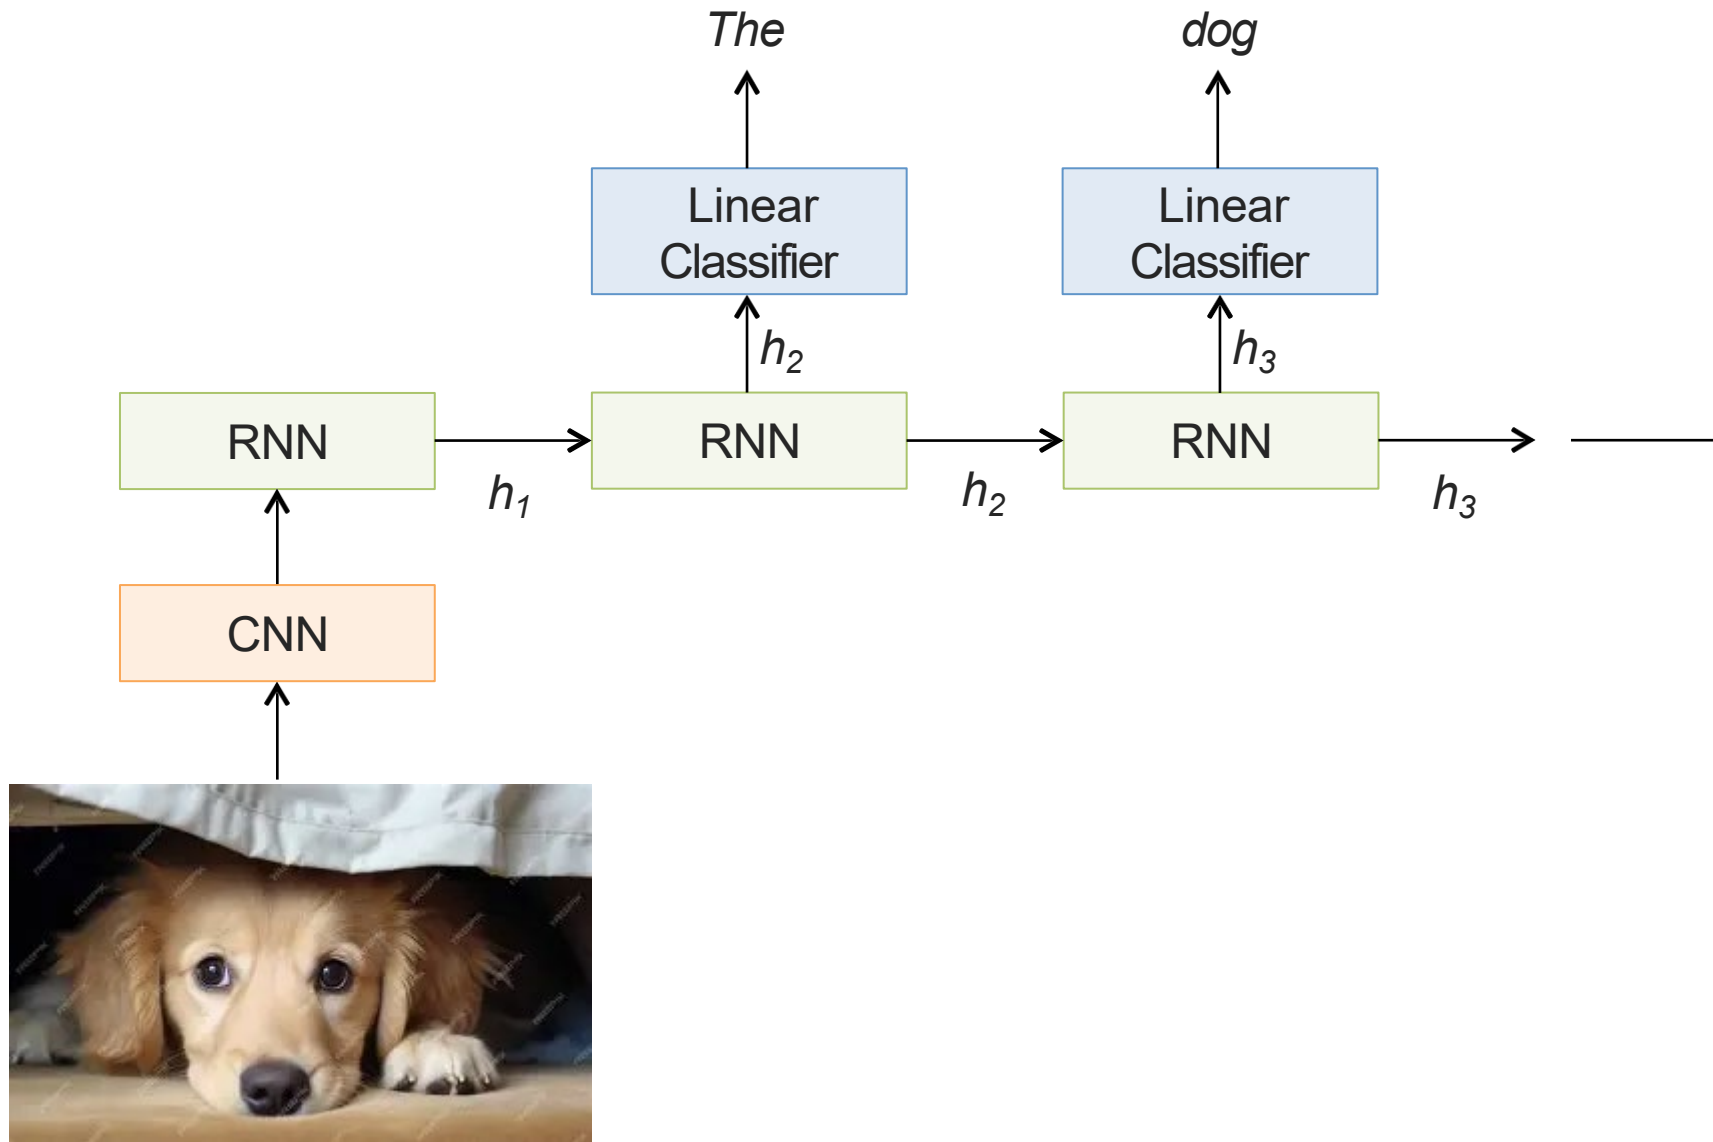 The
dog
Linear
Classifier
Linear
Classifier
h2
h3
RNN
RNN
RNN
h1
h2
h3
CNN